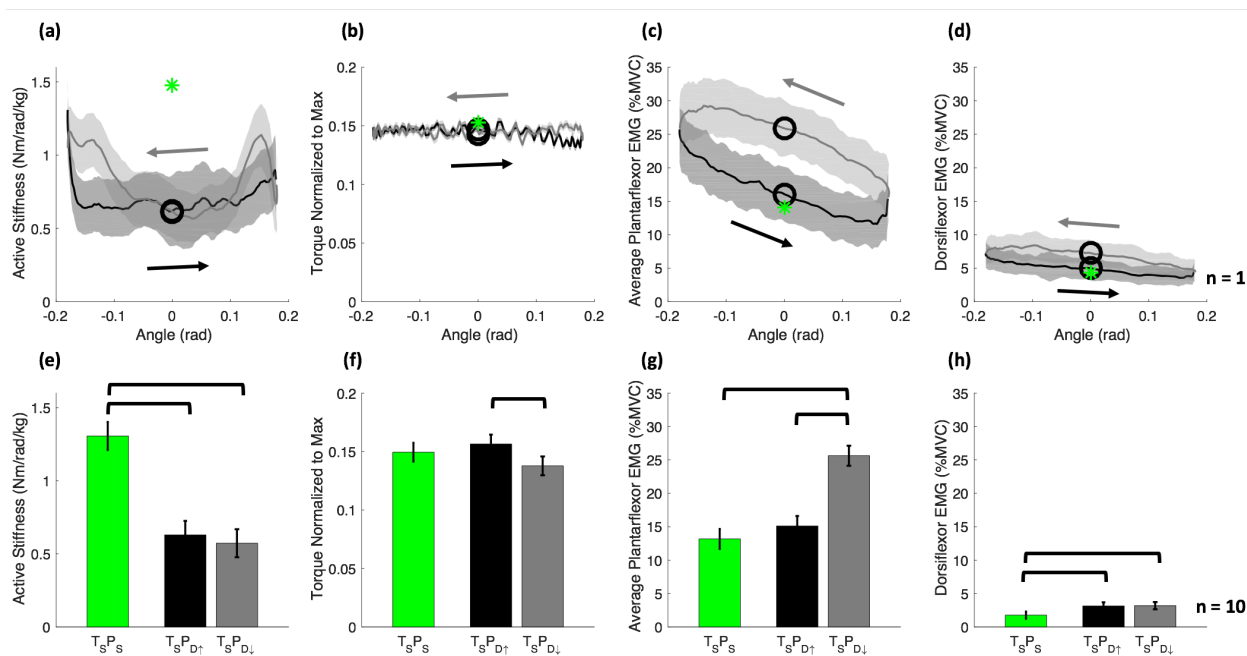 (a)
Active Stiffness (Nm/rad/kg)
1.5
1
0.5
0
-0.2 -0.1 0 0.1 0.2
Angle (rad)
(b)
Torque Normalized to Max
0.2
0.15
0.1
0.05
0
-0.2 -0.1 0 0.1 0.2
Angle (rad)
(c)
Average Plantarflexor EMG (%MVC)
35
30
25
20
15
10
5
0
-0.2 -0.1 0 0.1 0.2
Angle (rad)
(d)
Dorsiflexor EMG (%MVC)
35
30
25
20
15
10
5
0
-0.2 -0.1 0 0.1 0.2
Angle (rad)
n = 1
(e)
Active Stiffness (Nm/rad/kg)
1.5
1
0.5
0
TSPS TSPD↑ TSPD↓
(f)
Torque Normalized to Max
0.2
0.15
0.1
0.05
0
TSPS TSPD↑ TSPD↓
(g)
Average Plantarflexor EMG (%MVC)
35
30
25
20
15
10
5
0
TSPS TSPD↑ TSPD↓
(h)
Dorsiflexor EMG (%MVC)
35
30
25
20
15
10
5
0
TSPS TSPD↑ TSPD↓
n = 10